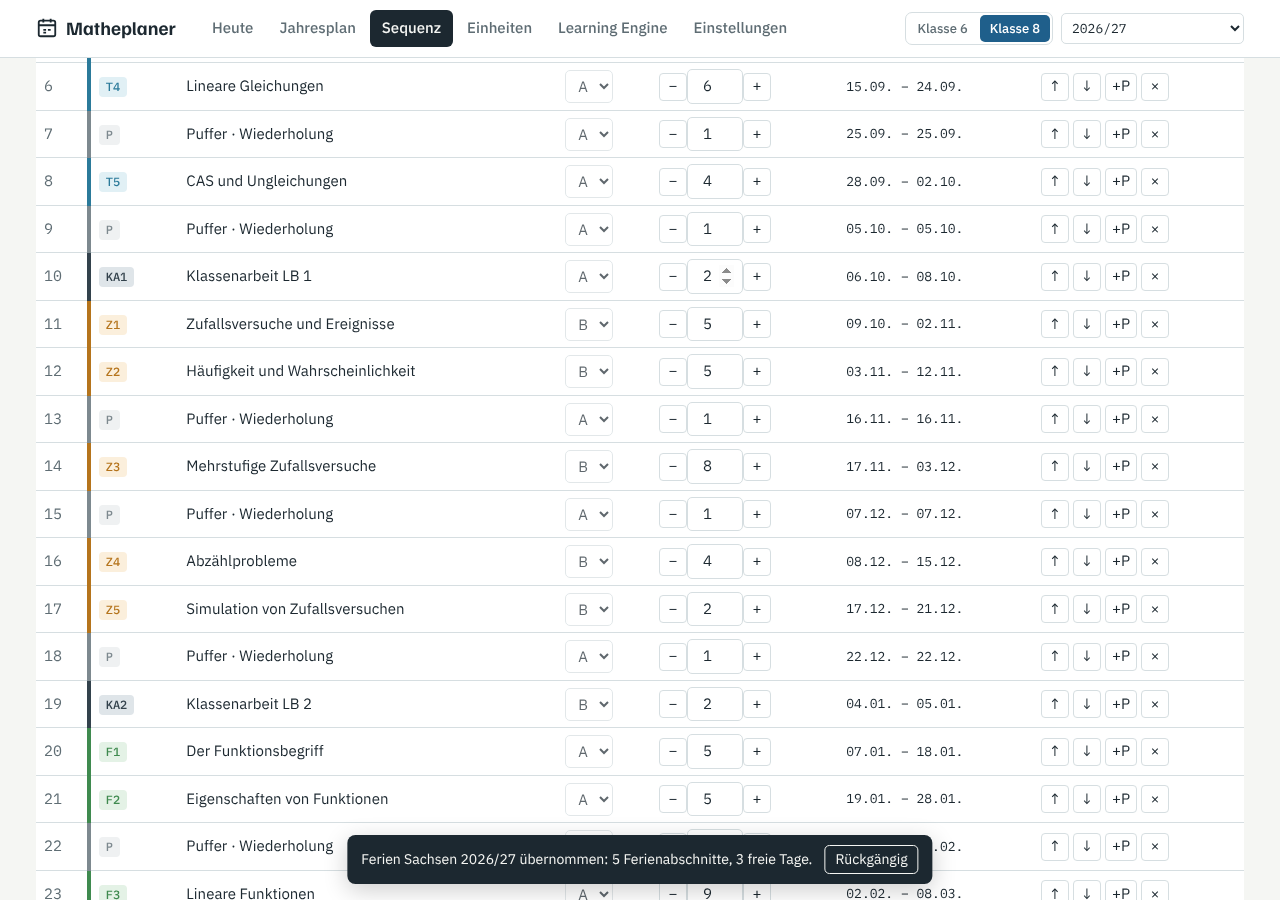 Matheplaner Heute Jahresplan Sequenz Einheiten Learning Engine Einstellungen Klasse 6 Klasse 8 2026/27
6 T4 Lineare Gleichungen A − 6 + 15.09. – 24.09. ↑ ↓ +P ×
7 P Puffer · Wiederholung A − 1 + 25.09. – 25.09. ↑ ↓ +P ×
8 T5 CAS und Ungleichungen A − 4 + 28.09. – 02.10. ↑ ↓ +P ×
9 P Puffer · Wiederholung A − 1 + 05.10. – 05.10. ↑ ↓ +P ×
10 KA1 Klassenarbeit LB 1 A − 2 + 06.10. – 08.10. ↑ ↓ +P ×
11 Z1 Zufallsversuche und Ereignisse B − 5 + 09.10. – 02.11. ↑ ↓ +P ×
12 Z2 Häufigkeit und Wahrscheinlichkeit B − 5 + 03.11. – 12.11. ↑ ↓ +P ×
13 P Puffer · Wiederholung A − 1 + 16.11. – 16.11. ↑ ↓ +P ×
14 Z3 Mehrstufige Zufallsversuche B − 8 + 17.11. – 03.12. ↑ ↓ +P ×
15 P Puffer · Wiederholung A − 1 + 07.12. – 07.12. ↑ ↓ +P ×
16 Z4 Abzählprobleme B − 4 + 08.12. – 15.12. ↑ ↓ +P ×
17 Z5 Simulation von Zufallsversuchen B − 2 + 17.12. – 21.12. ↑ ↓ +P ×
18 P Puffer · Wiederholung A − 1 + 22.12. – 22.12. ↑ ↓ +P ×
19 KA2 Klassenarbeit LB 2 B − 2 + 04.01. – 05.01. ↑ ↓ +P ×
20 F1 Der Funktionsbegriff A − 5 + 07.01. – 18.01. ↑ ↓ +P ×
21 F2 Eigenschaften von Funktionen A − 5 + 19.01. – 28.01. ↑ ↓ +P ×
22 P Puffer · Wiederholung .02. ↑ ↓ +P ×
Ferien Sachsen 2026/27 übernommen: 5 Ferienabschnitte, 3 freie Tage. Rückgängig
23 F3 Lineare Funktionen A − 9 + 02.02. – 08.03. ↑ ↓ +P ×